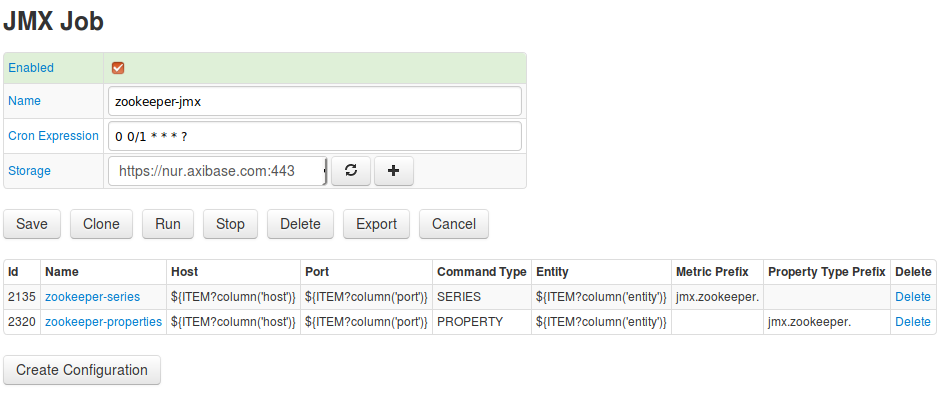 JMX Job
Enabled
Name zookeeper-jmx
Cron Expression 0 0/1 * * * ?
Storage https://nur.axibase.com:443
Save Clone Run Stop Delete Export Cancel
Id Name Host Port Command Type Entity Metric Prefix Property Type Prefix Delete
2135 zookeeper-series ${ITEM?column('host')} ${ITEM?column('port')} SERIES ${ITEM?column('entity')} jmx.zookeeper. Delete
2320 zookeeper-properties ${ITEM?column('host')} ${ITEM?column('port')} PROPERTY ${ITEM?column('entity')} jmx.zookeeper. Delete
Create Configuration